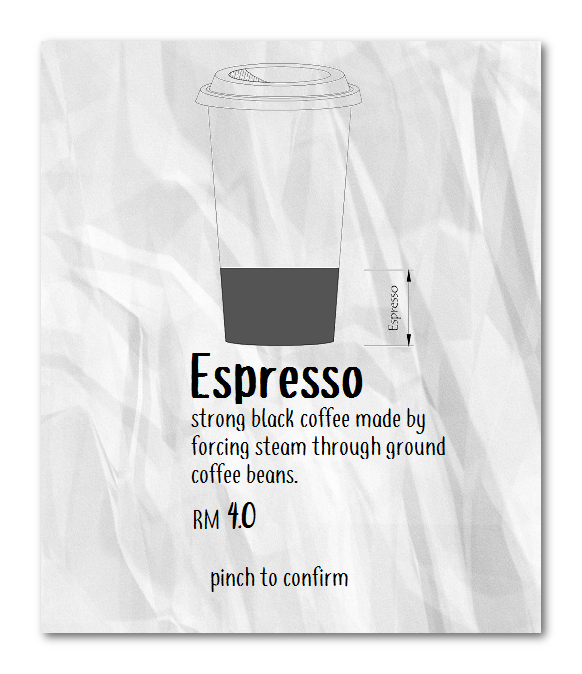 Espresso
Espresso
strong black coffee made by
forcing steam through ground
coffee beans.
RM 4.0
pinch to confirm